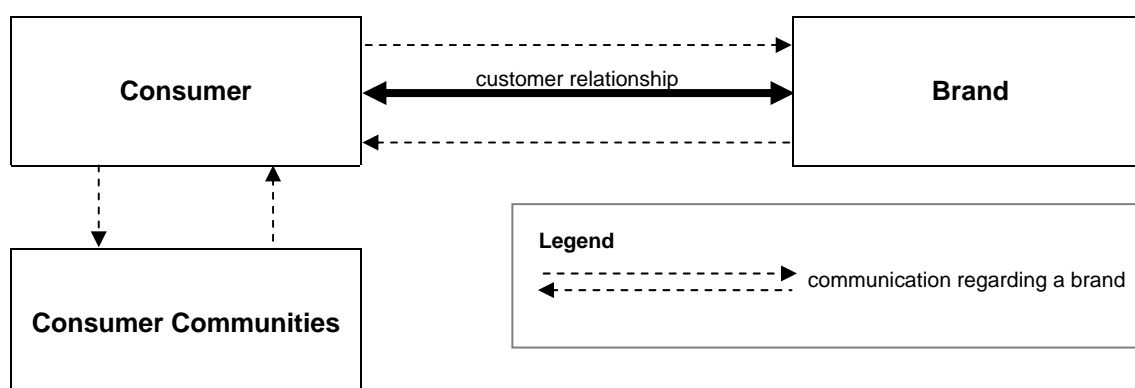 customer relationship
Consumer
Brand
Legend
communication regarding a brand
Consumer Communities